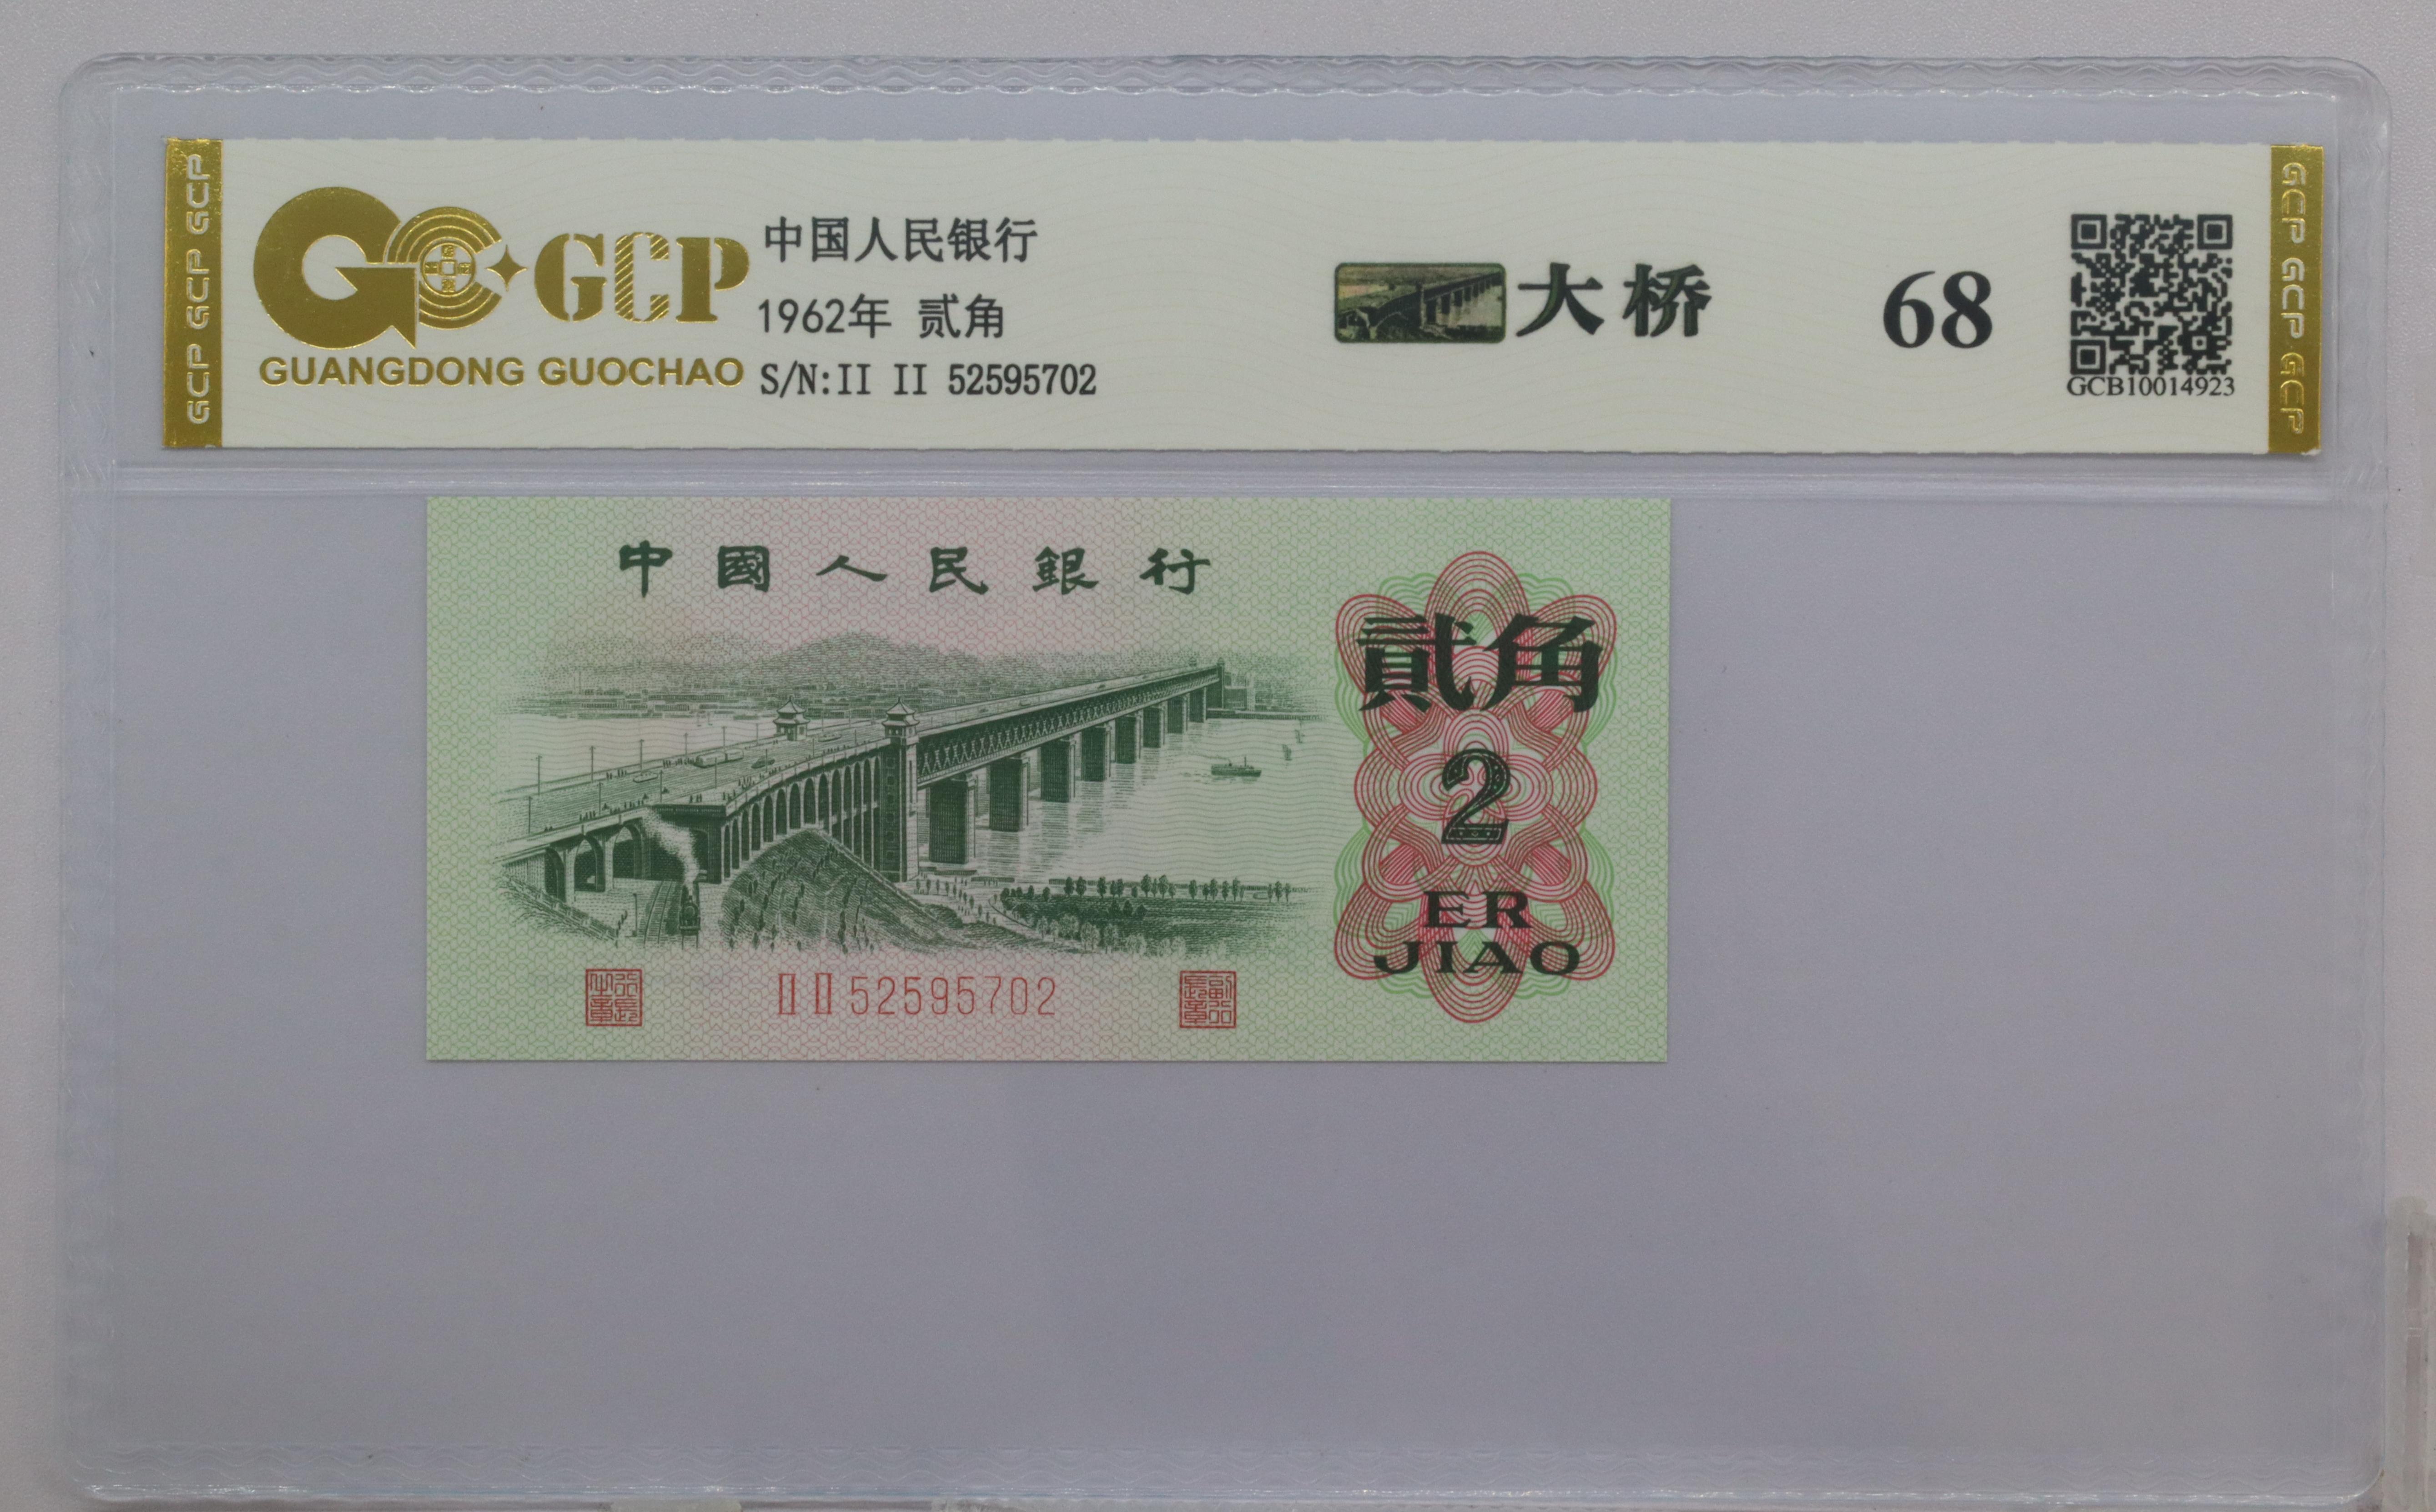 GCP GCP GCP
GCP
GUANGDONG GUOCHAO
中国人民银行
1962年 贰角
S/N:II II 52595702
大桥
68
GCB10014923
GCP GCP GCP
中國人民銀行
貳角
2
ER
JIAO
II II 52595702